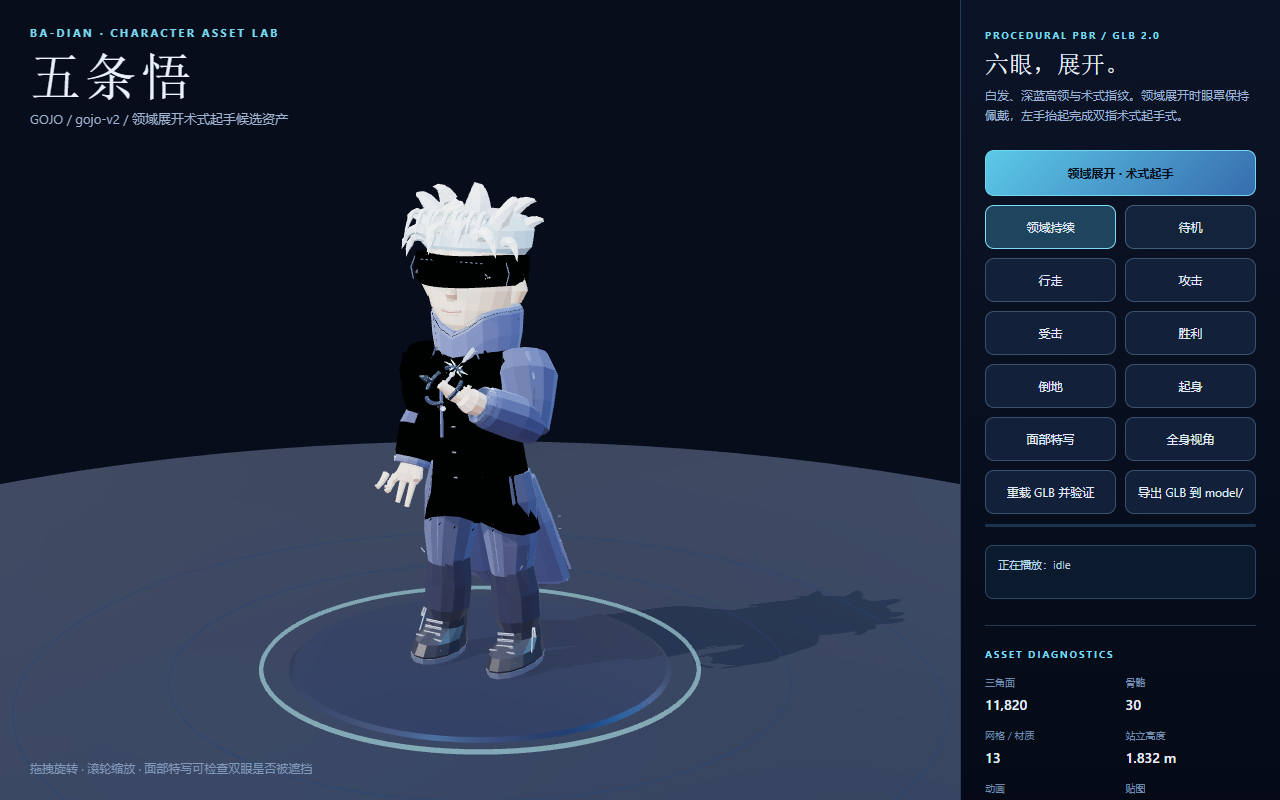 BA-DIAN · CHARACTER ASSET LAB
五条悟
GOJO / gojo-v2 / 领域展开术式起手候选资产
拖拽旋转 · 滚轮缩放 · 面部特写可检查双眼是否被遮挡
PROCEDURAL PBR / GLB 2.0
六眼，展开。
白发、深蓝高领与术式指纹。领域展开时眼罩保持
佩戴，左手抬起完成双指术式起手式。
领域展开 · 术式起手
领域持续
待机
行走
攻击
受击
胜利
倒地
起身
面部特写
全身视角
重载 GLB 并验证
导出 GLB 到 model/
正在播放：idle
ASSET DIAGNOSTICS
三角面
骨骼
11,820
30
网格 / 材质
站立高度
13
1.832 m
动画
贴图